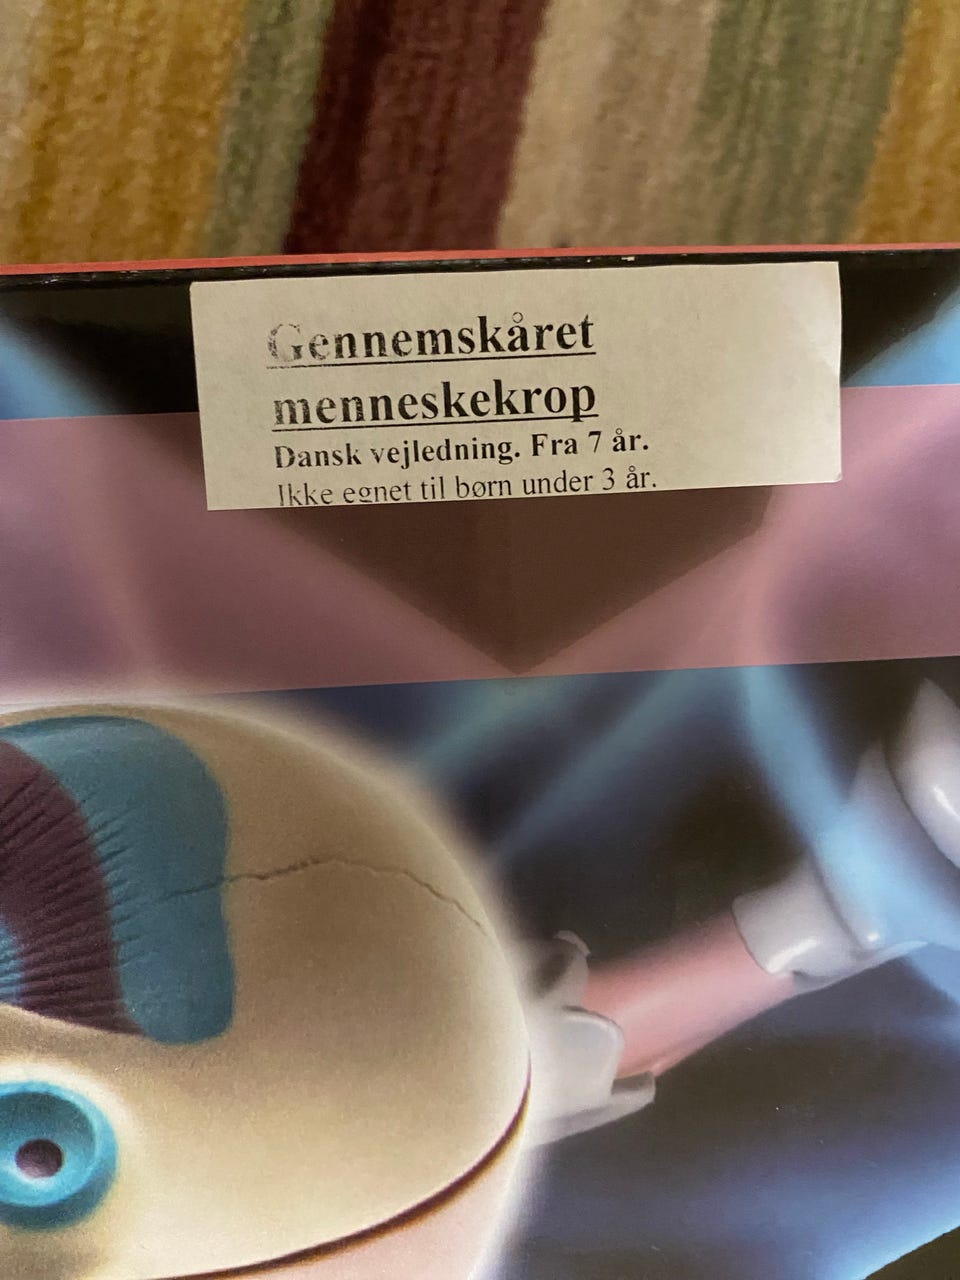 Gennemskåret
menneskekrop
Dansk vejledning. Fra 7 år.
Ikke egnet til børn under 3 år.